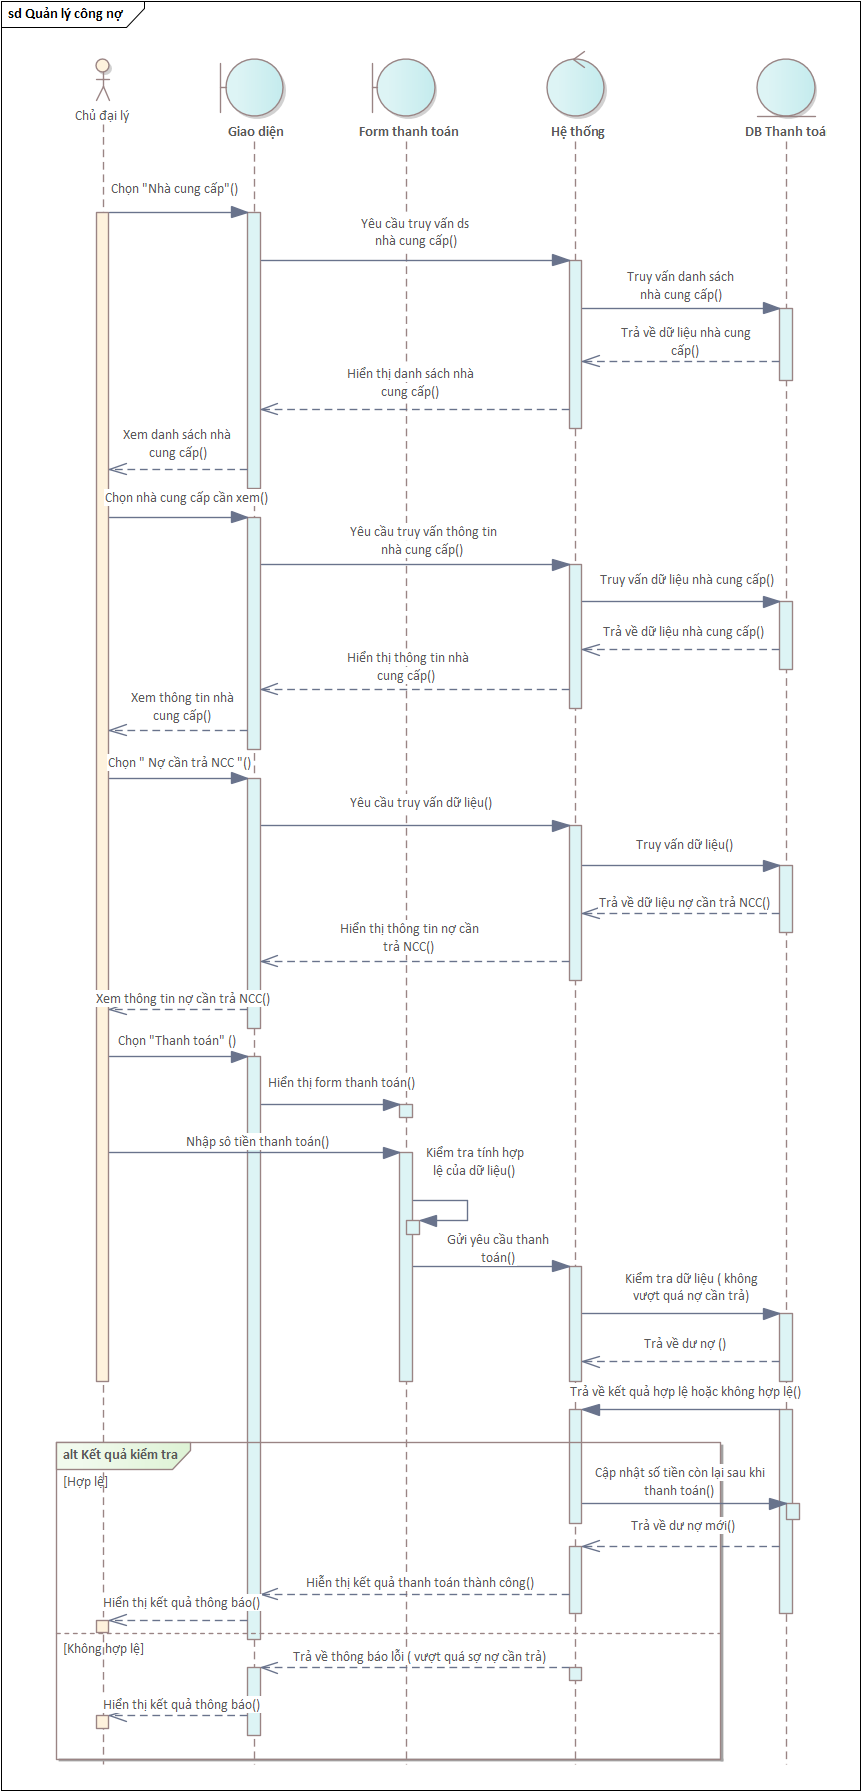 sd Quản lý công nợ
Chủ đại lý
Giao diện
Form thanh toán
Hệ thống
DB Thanh toá
Chọn "Nhà cung cấp"()
Yêu cầu truy vấn ds
nhà cung cấp()
Truy vấn danh sách
nhà cung cấp()
Trả về dữ liệu nhà cung
cấp()
Hiển thị danh sách nhà
cung cấp()
Xem danh sách nhà
cung cấp()
Chọn nhà cung cấp cần xem()
Yêu cầu truy vấn thông tin
nhà cung cấp()
Truy vấn dữ liệu nhà cung cấp()
Trả về dữ liệu nhà cung cấp()
Hiển thị thông tin nhà
cung cấp()
Xem thông tin nhà
cung cấp()
Chọn " Nợ cần trả NCC "()
Yêu cầu truy vấn dữ liệu()
Truy vấn dữ liệu()
Trả về dữ liệu nợ cần trả NCC()
Hiển thị thông tin nợ cần
trả NCC()
Xem thông tin nợ cần trả NCC()
Chọn "Thanh toán" ()
Hiển thị form thanh toán()
Nhập sô tiền thanh toán()
Kiểm tra tính hợp
lệ của dữ liệu()
Gửi yêu cầu thanh
toán()
Kiểm tra dữ liệu ( không
vượt quá nợ cần trả)
Trả về dư nợ ()
Trả về kết quả hợp lệ hoặc không hợp lệ()
alt Kết quả kiểm tra
[Hợp lệ]
Cập nhật số tiền còn lại sau khi
thanh toán()
Trả về dư nợ mới()
Hiễn thị kết quả thanh toán thành công()
Hiển thị kết quả thông báo()
[Không hợp lệ]
Trả về thông báo lỗi ( vượt quá sợ nợ cần trả)
Hiển thị kết quả thông báo()